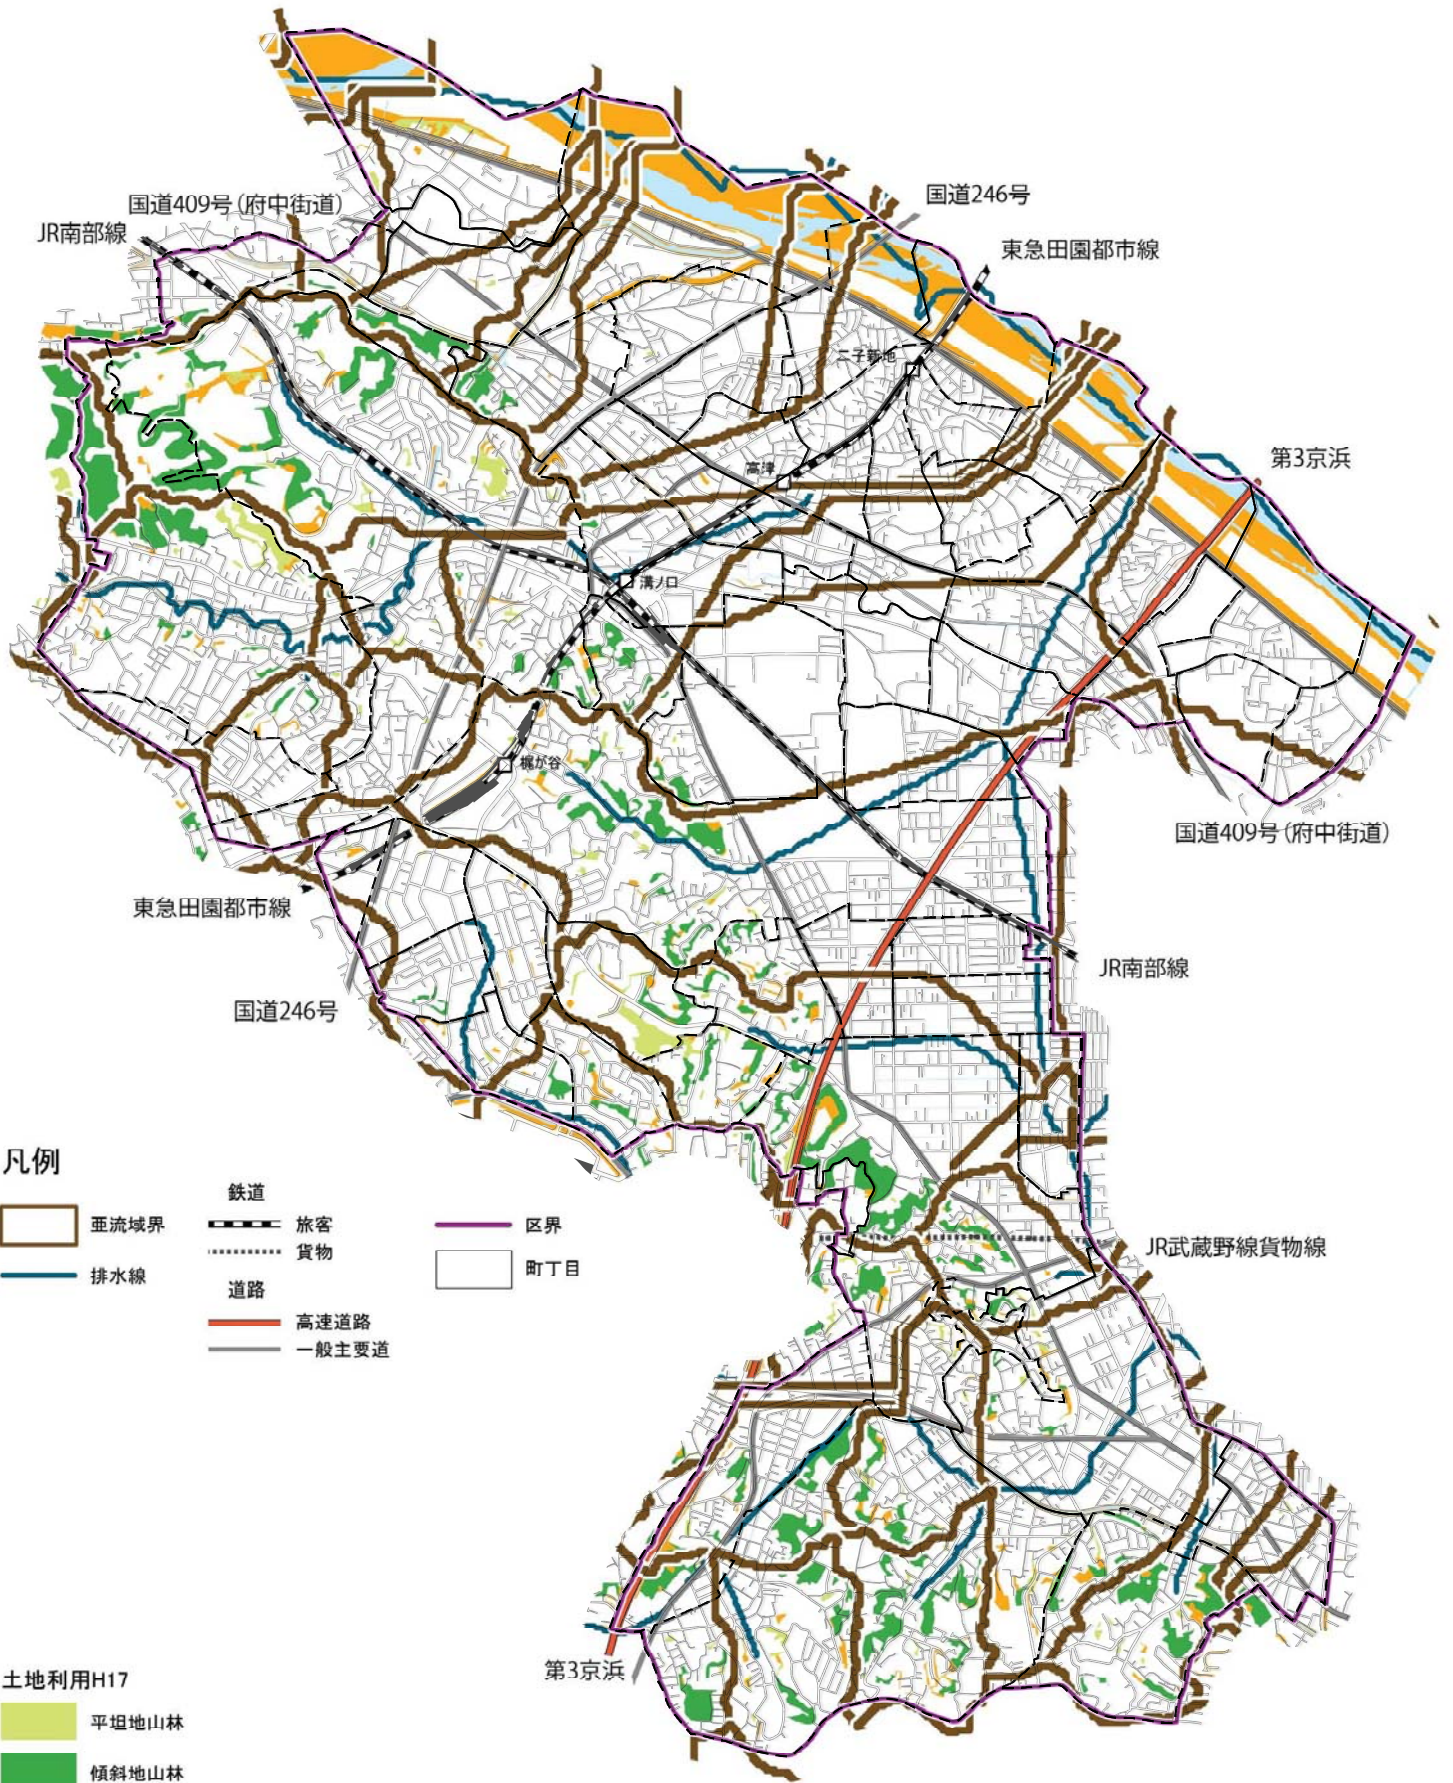 国道409号（府中街道）
国道246号
JR南部線
東急田園都市線
二子新地
第3京浜
高津
溝ノ口
梶が谷
国道409号（府中街道）
東急田園都市線
JR南部線
国道246号
凡例
鉄道
亜流域界
旅客
区界
貨物
JR武蔵野線貨物線
排水線
町丁目
道路
高速道路
一般主要道
第3京浜
土地利用H17
平坦地山林
傾斜地山林